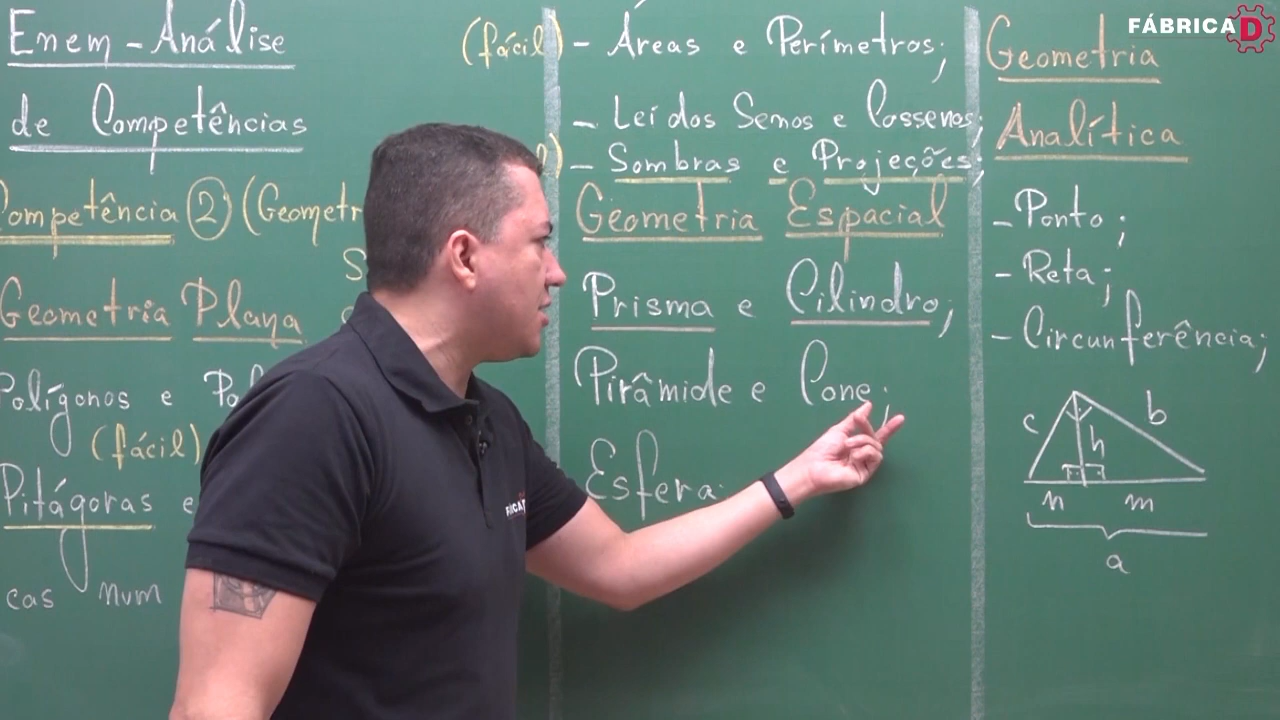 Enem - Análise
de Competências
Competência ② (Geometr
Geometria Plana
Polígonos e Pol
(fácil)
Pitágoras e
cas num
(fácil) - Áreas e Perímetros;
- Lei dos Senos e Cossenos;
- Sombras e Projeções;
Geometria Espacial
Prisma e Cilindro;
Pirâmide e Cone;
Esfera.
Geometria
Analítica
- Ponto;
- Reta;
- Circunferência;
c b
h
n m
a
FÁBRICA D